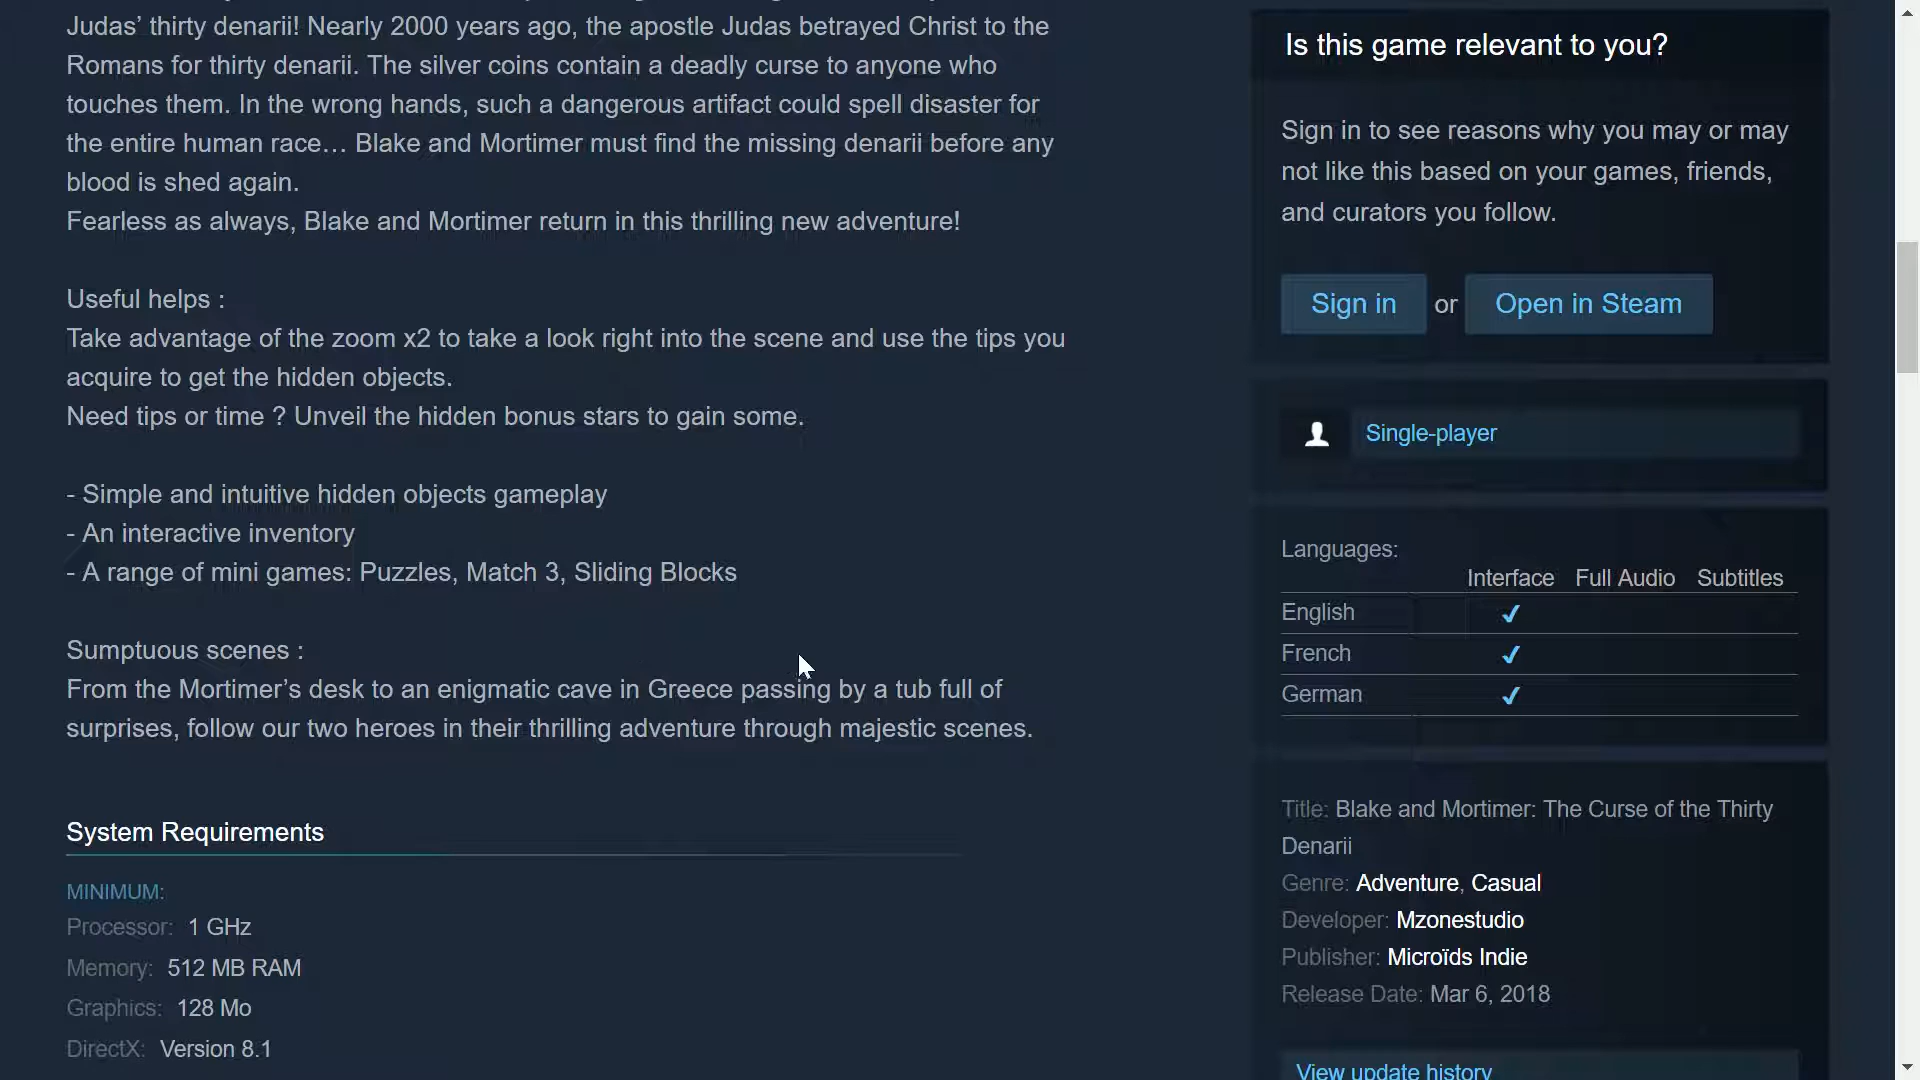 Judas’ thirty denarii! Nearly 2000 years ago, the apostle Judas betrayed Christ to the
Romans for thirty denarii. The silver coins contain a deadly curse to anyone who
touches them. In the wrong hands, such a dangerous artifact could spell disaster for
the entire human race… Blake and Mortimer must find the missing denarii before any
blood is shed again.
Fearless as always, Blake and Mortimer return in this thrilling new adventure!
Useful helps :
Take advantage of the zoom x2 to take a look right into the scene and use the tips you
acquire to get the hidden objects.
Need tips or time ? Unveil the hidden bonus stars to gain some.
- Simple and intuitive hidden objects gameplay
- An interactive inventory
- A range of mini games: Puzzles, Match 3, Sliding Blocks
Sumptuous scenes :
From the Mortimer’s desk to an enigmatic cave in Greece passing by a tub full of
surprises, follow our two heroes in their thrilling adventure through majestic scenes.
System Requirements
MINIMUM:
Processor: 1 GHz
Memory: 512 MB RAM
Graphics: 128 Mo
DirectX: Version 8.1
Is this game relevant to you?
Sign in to see reasons why you may or may
not like this based on your games, friends,
and curators you follow.
Sign in or Open in Steam
Single-player
Languages:
Interface Full Audio Subtitles
English ✔
French ✔
German ✔
Title: Blake and Mortimer: The Curse of the Thirty
Denarii
Genre: Adventure, Casual
Developer: Mzonestudio
Publisher: Microïds Indie
Release Date: Mar 6, 2018
View update history